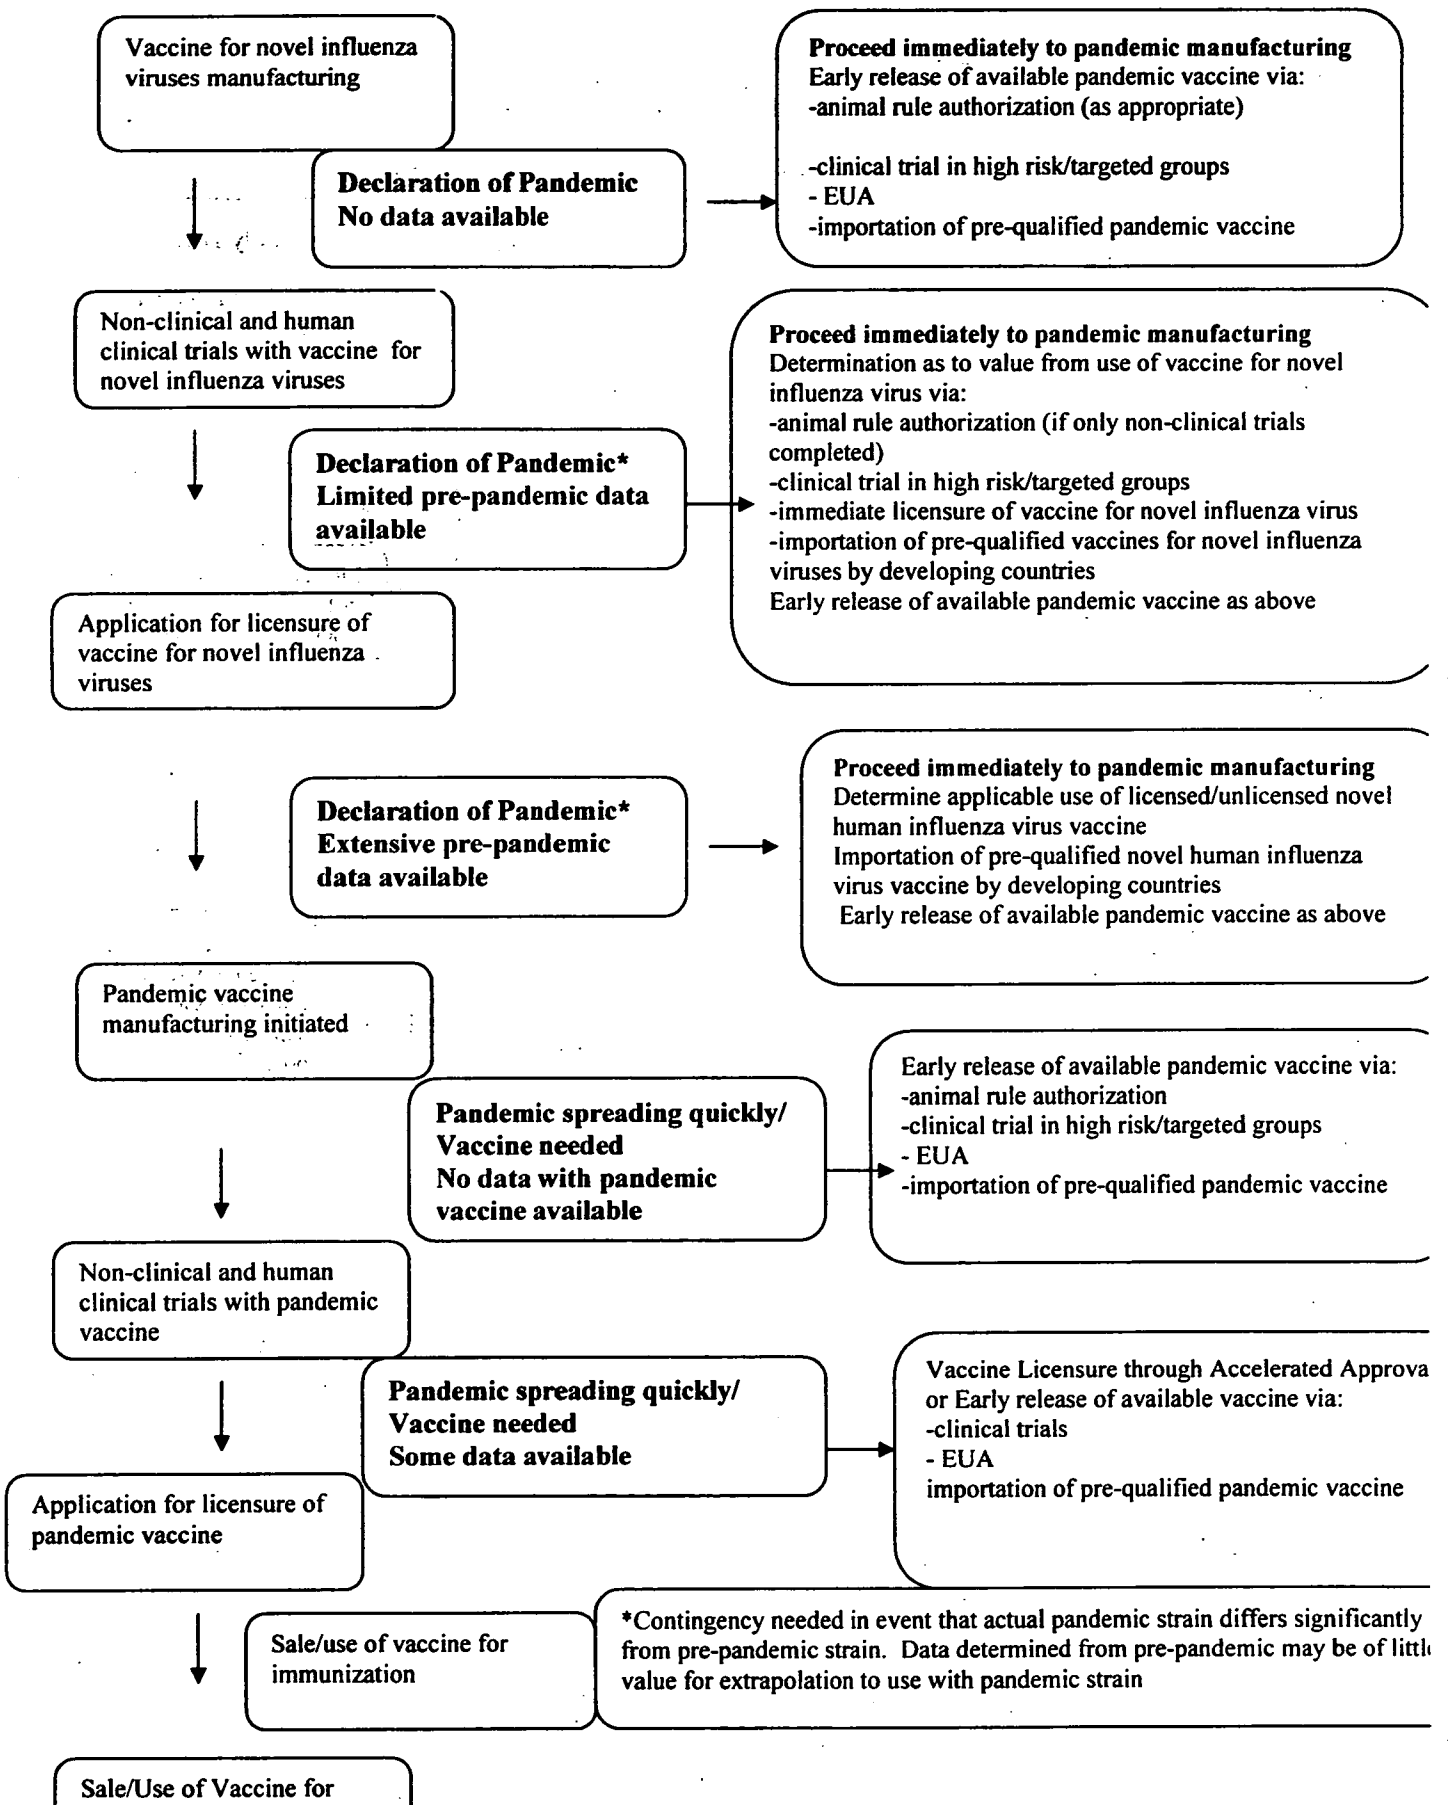 Vaccine for novel influenza
viruses manufacturing
Proceed immediately to pandemic manufacturing
Early release of available pandemic vaccine via:
-animal rule authorization (as appropriate)
-clinical trial in high risk/targeted groups
- EUA
-importation of pre-qualified pandemic vaccine
Declaration of Pandemic
No data available
Non-clinical and human
clinical trials with vaccine for
novel influenza viruses
Proceed immediately to pandemic manufacturing
Determination as to value from use of vaccine for novel
influenza virus via:
-animal rule authorization (if only non-clinical trials
completed)
-clinical trial in high risk/targeted groups
-immediate licensure of vaccine for novel influenza virus
-importation of pre-qualified vaccines for novel influenza
viruses by developing countries
Early release of available pandemic vaccine as above
Declaration of Pandemic*
Limited pre-pandemic data
available
Application for licensure of
vaccine for novel influenza
viruses
Declaration of Pandemic*
Extensive pre-pandemic
data available
Proceed immediately to pandemic manufacturing
Determine applicable use of licensed/unlicensed novel
human influenza virus vaccine
Importation of pre-qualified novel human influenza
virus vaccine by developing countries
Early release of available pandemic vaccine as above
Pandemic vaccine
manufacturing initiated
Pandemic spreading quickly/
Vaccine needed
No data with pandemic
vaccine available
Early release of available pandemic vaccine via:
-animal rule authorization
-clinical trial in high risk/targeted groups
- EUA
-importation of pre-qualified pandemic vaccine
Non-clinical and human
clinical trials with pandemic
vaccine
Pandemic spreading quickly/
Vaccine needed
Some data available
Vaccine Licensure through Accelerated Approva
or Early release of available vaccine via:
-clinical trials
- EUA
importation of pre-qualified pandemic vaccine
Application for licensure of
pandemic vaccine
Sale/use of vaccine for
immunization
*Contingency needed in event that actual pandemic strain differs significantly
from pre-pandemic strain. Data determined from pre-pandemic may be of littl
value for extrapolation to use with pandemic strain
Sale/Use of Vaccine for